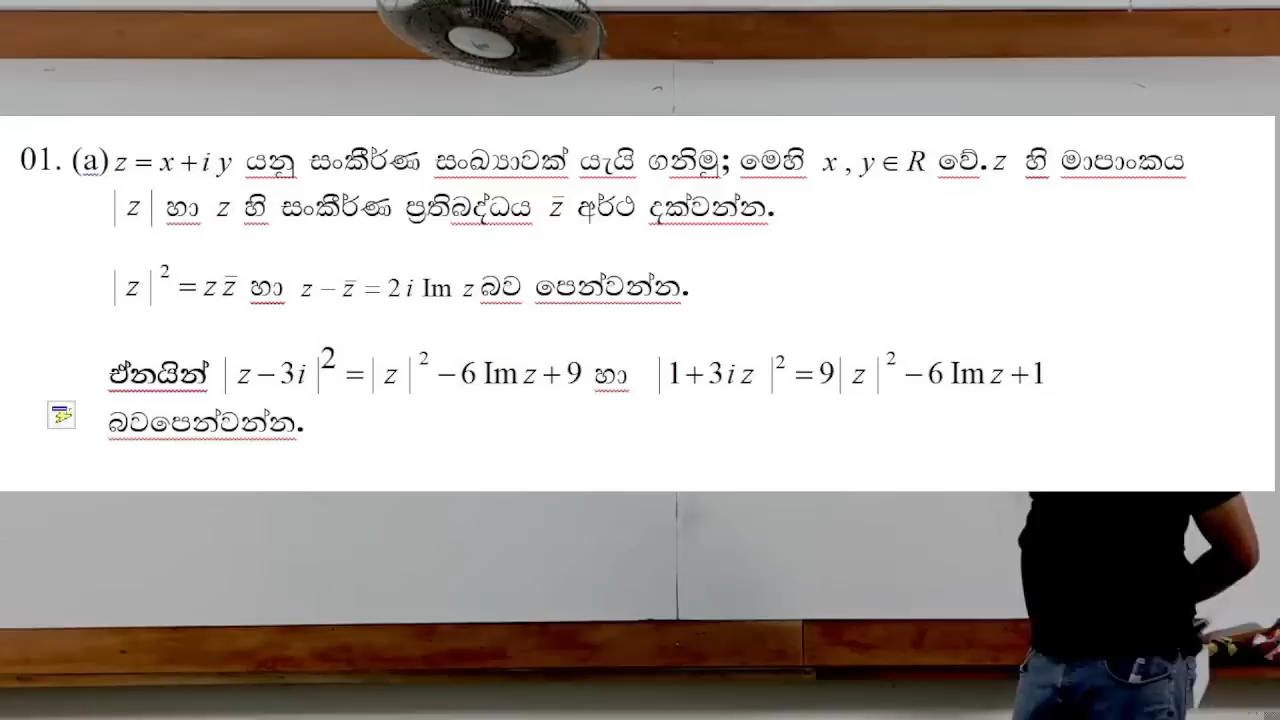 01. (a) z = x + i y යනු සංකීර්ණ සංඛ්‍යාවක් යැයි ගනිමු; මෙහි x , y ∈ R වේ. z හි මාපාංකය
| z | හා z හි සංකීර්ණ ප්‍රතිබද්ධය z̄ අර්ථ දක්වන්න.
| z |² = z z̄ හා z − z̄ = 2 i Im z බව පෙන්වන්න.
ඒනයින් | z − 3i |² = | z |² − 6 Im z + 9 හා | 1 + 3 i z |² = 9 | z |² − 6 Im z + 1
බවපෙන්වන්න.